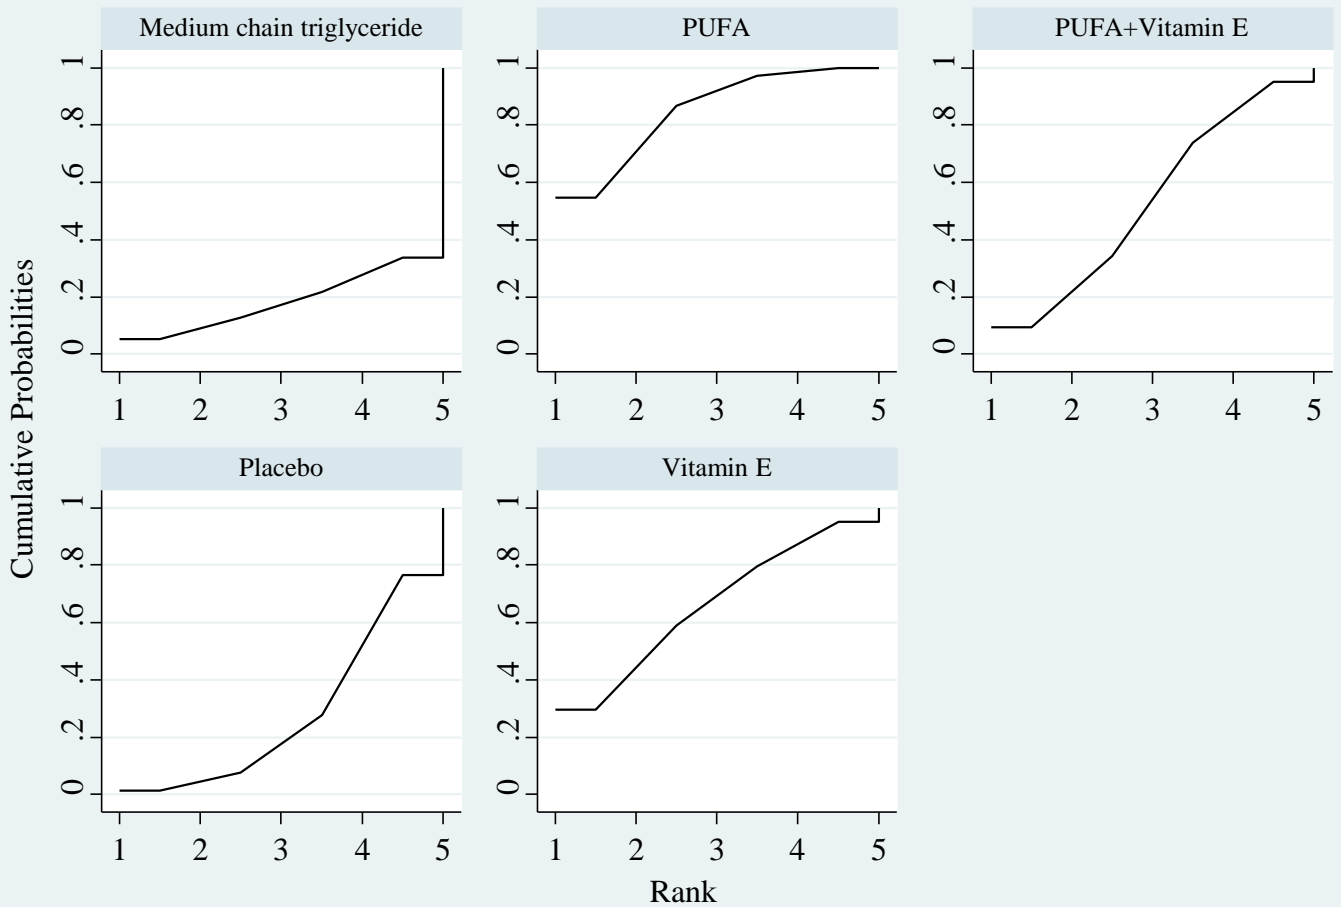 Medium chain triglyceride
PUFA
PUFA+Vitamin E
1
.8
.6
.4
.2
0
1
.8
.6
.4
.2
0
1
.8
.6
.4
.2
0
1 2 3 4 5
1 2 3 4 5
1 2 3 4 5
Placebo
Vitamin E
1
.8
.6
.4
.2
0
1
.8
.6
.4
.2
0
1 2 3 4 5
1 2 3 4 5
Cumulative Probabilities
Rank